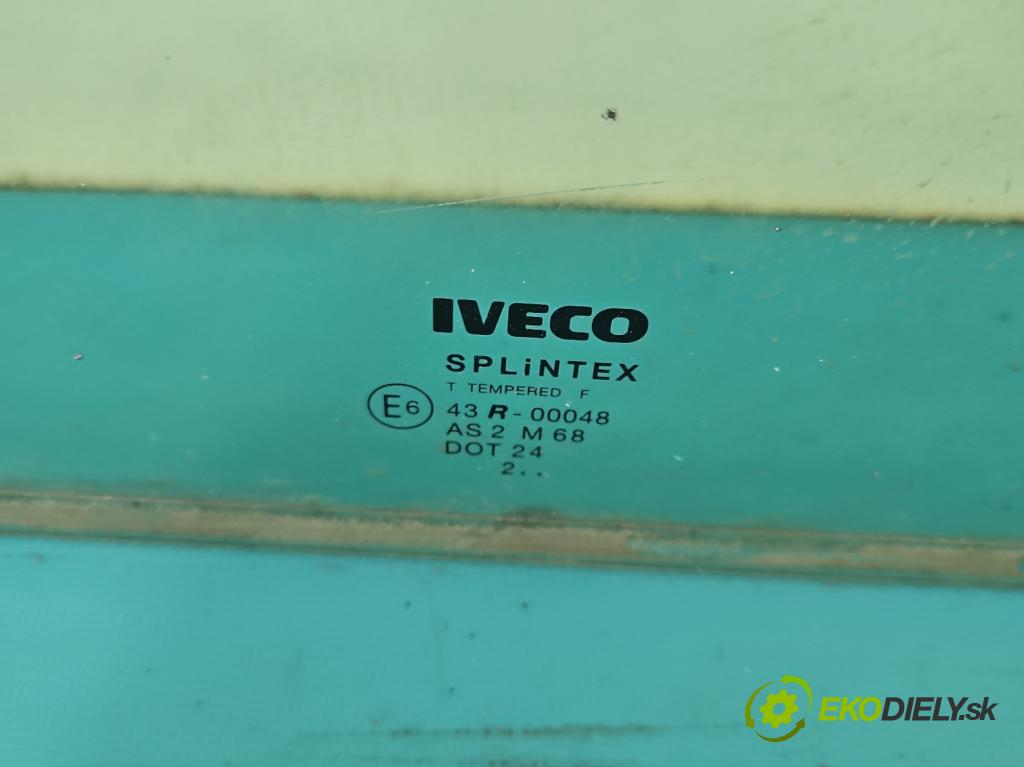 IVECO
SPLiNTEX
T TEMPERED F
E6 43 R - 00048
AS 2 M 68
DOT 24
2..
EKODIELY.sk